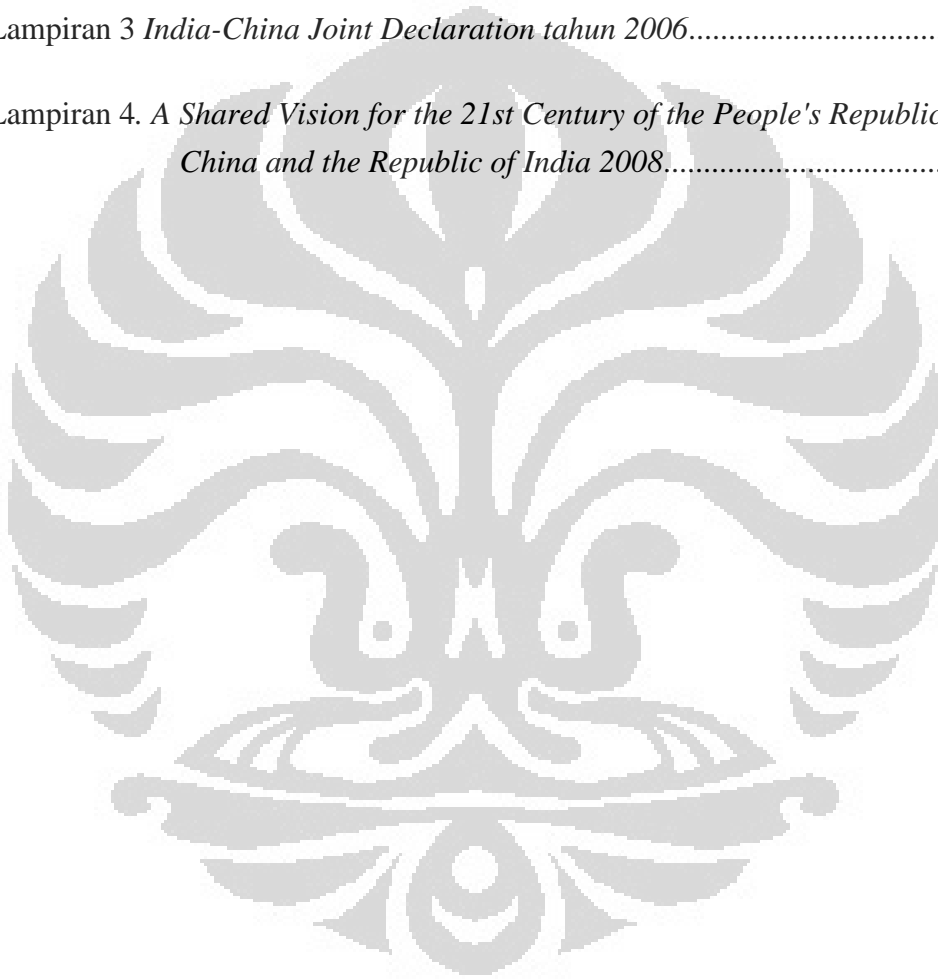 Lampiran 3 India-China Joint Declaration tahun 2006..............................
Lampiran 4. A Shared Vision for the 21st Century of the People's Republic
China and the Republic of India 2008.................................